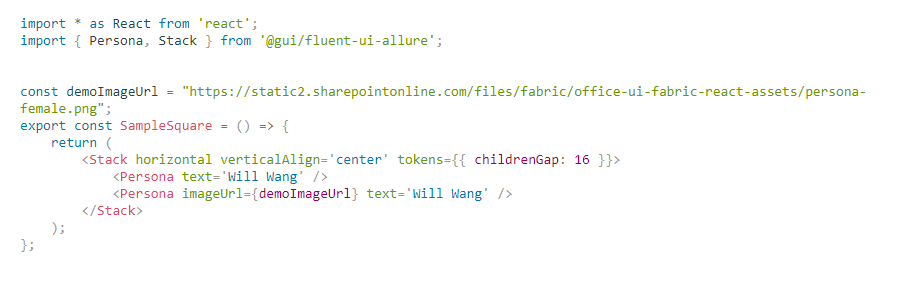 import * as React from 'react';
import { Persona, Stack } from '@gui/fluent-ui-allure';
const demoImageUrl = "https://static2.sharepointonline.com/files/fabric/office-ui-fabric-react-assets/persona-
female.png";
export const SampleSquare = () => {
    return (
        <Stack horizontal verticalAlign='center' tokens={{ childrenGap: 16 }}>
            <Persona text='Will Wang' />
            <Persona imageUrl={demoImageUrl} text='Will Wang' />
        </Stack>
    );
};